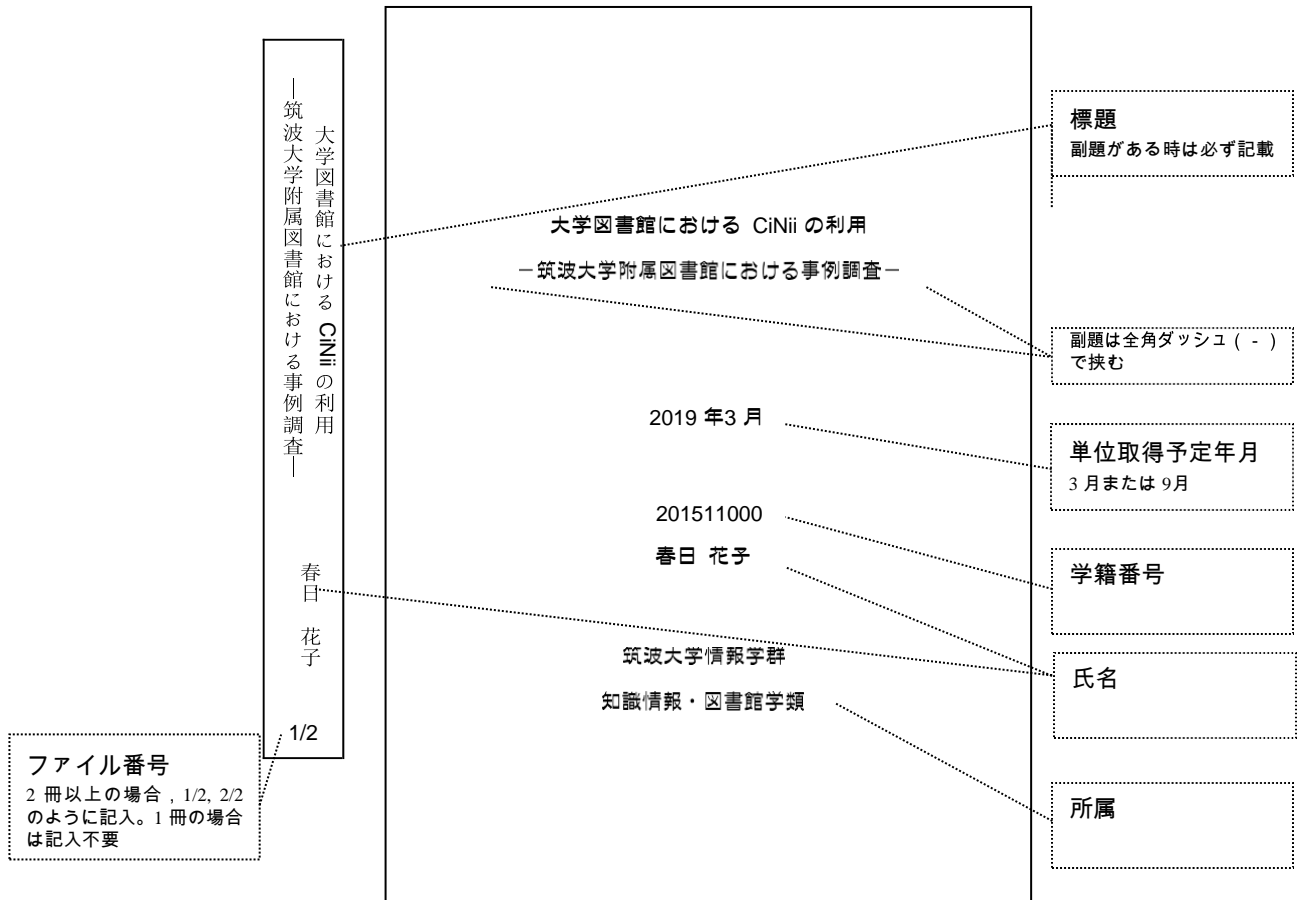 大学図書館における CiNii の利用
―筑波大学附属図書館における事例調査―
春日 花子
1/2
ファイル番号
2 冊以上の場合，1/2, 2/2
のように記入。1 冊の場合
は記入不要
大学図書館における CiNii の利用
－筑波大学附属図書館における事例調査－
2019 年3 月
201511000
春日 花子
筑波大学情報学群
知識情報・図書館学類
標題
副題がある時は必ず記載
副題は全角ダッシュ ( - )
で挟む
単位取得予定年月
3 月または 9月
学籍番号
氏名
所属